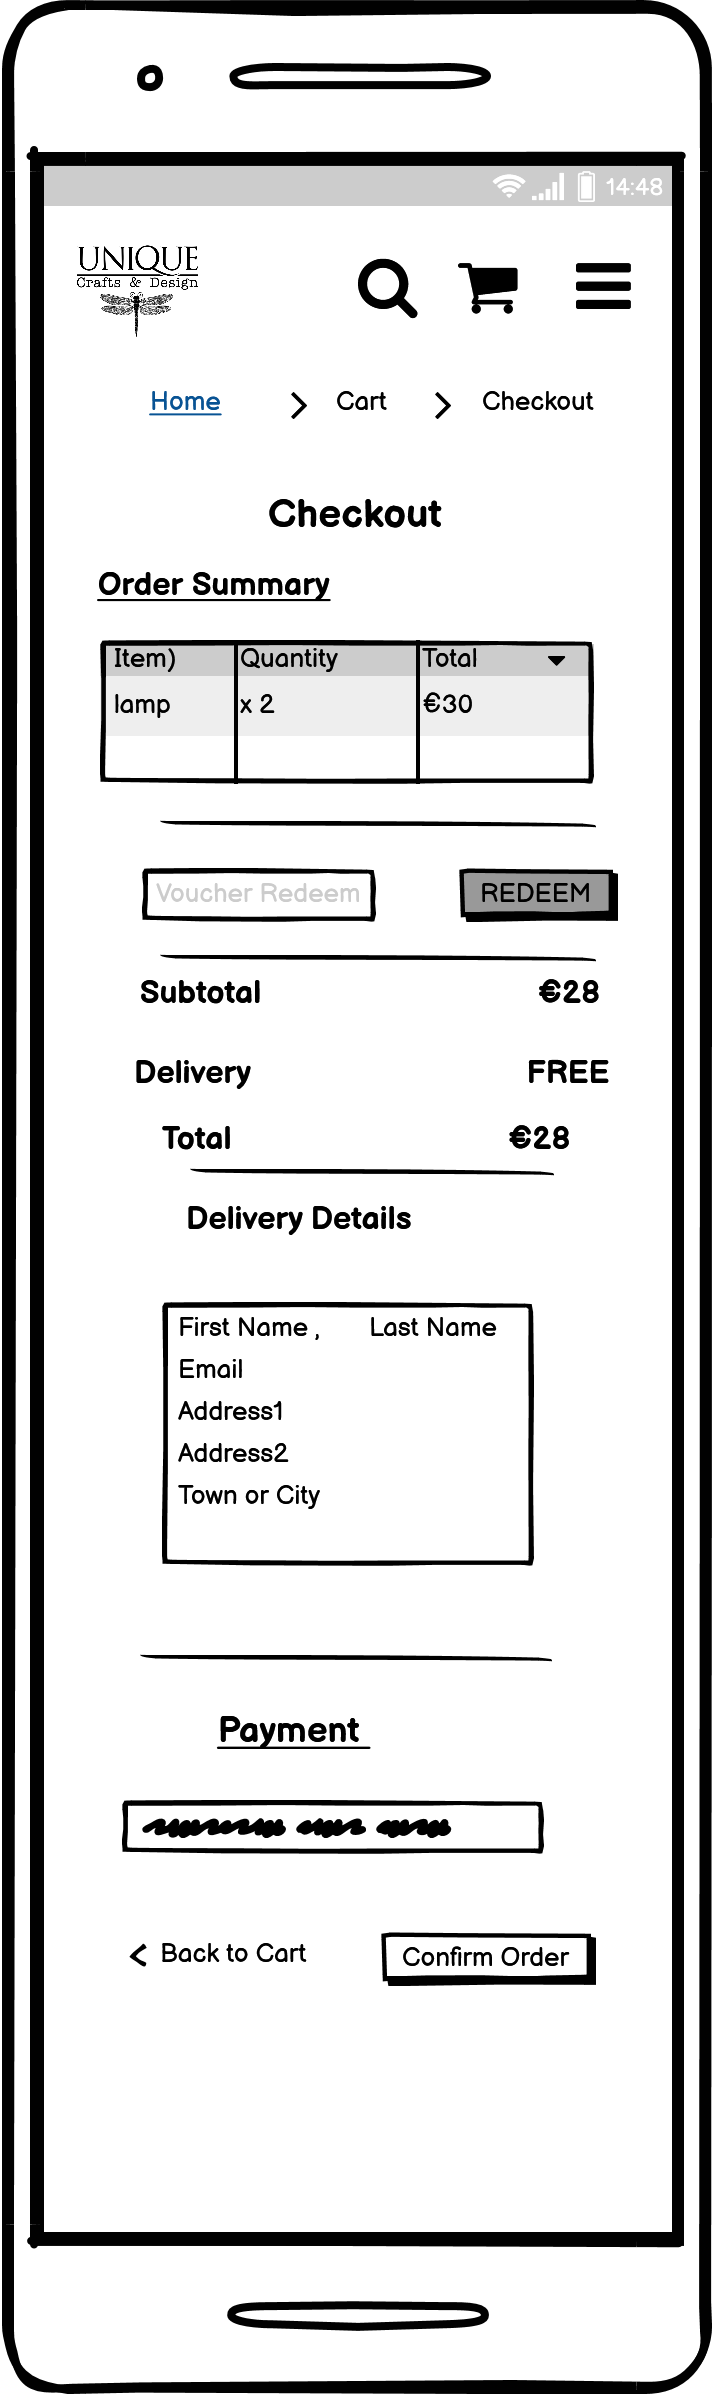 14:48
UNIQUE
Crafts & Design
Home Cart Checkout
Checkout
Order Summary
Item) Quantity Total
lamp x 2 €30
Voucher Redeem REDEEM
Subtotal €28
Delivery FREE
Total €28
Delivery Details
First Name , Last Name
Email
Address1
Address2
Town or City
Payment
Back to Cart Confirm Order